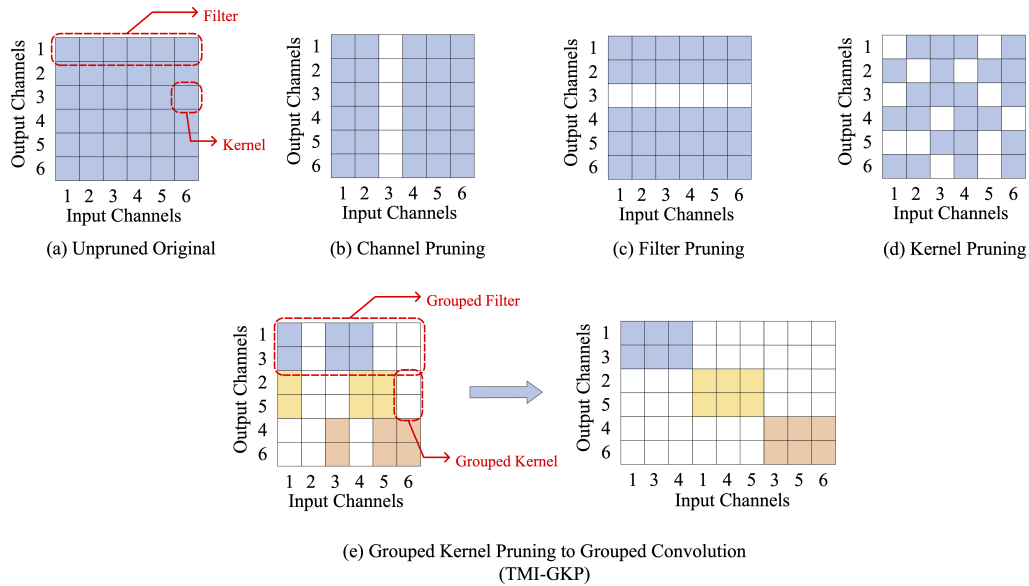 Filter
Output Channels
1
2
3
4
5
6
Kernel
1 2 3 4 5 6
Input Channels
(a) Unpruned Original
Output Channels
1
2
3
4
5
6
1 2 3 4 5 6
Input Channels
(b) Channel Pruning
Output Channels
1
2
3
4
5
6
1 2 3 4 5 6
Input Channels
(c) Filter Pruning
Output Channels
1
2
3
4
5
6
1 2 3 4 5 6
Input Channels
(d) Kernel Pruning
Grouped Filter
Output Channels
1
3
2
5
4
6
Grouped Kernel
1 2 3 4 5 6
Input Channels
Output Channels
1
3
2
5
4
6
1 3 4 1 4 5 3 5 6
Input Channels
(e) Grouped Kernel Pruning to Grouped Convolution
(TMI-GKP)